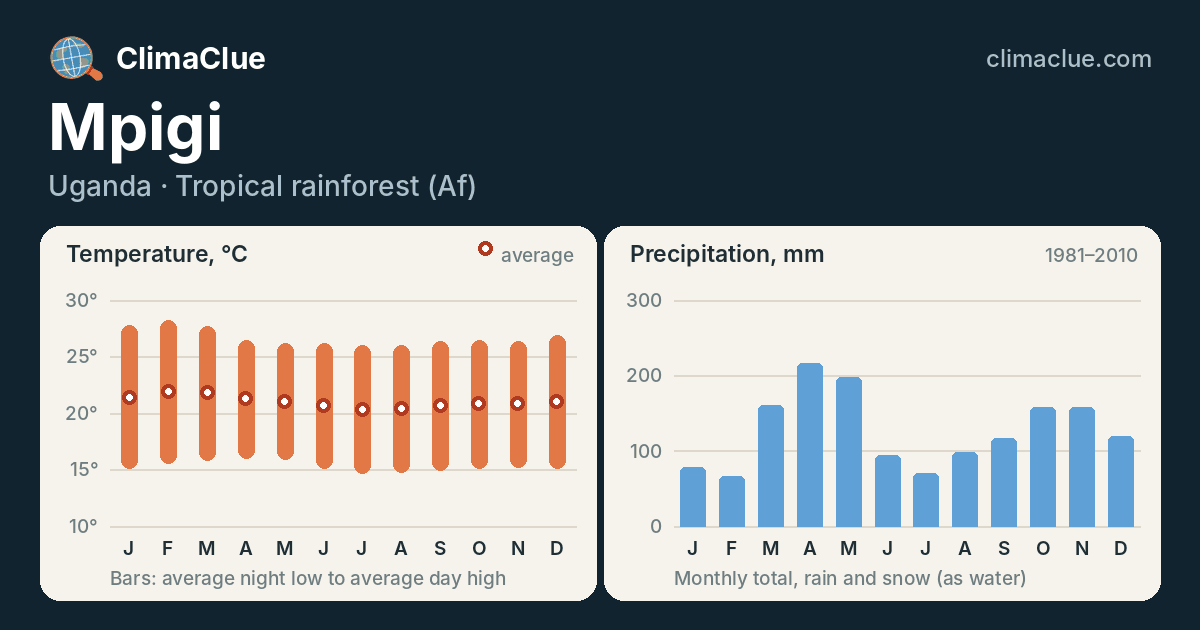 ClimaClue
climaclue.com
Mpigi
Uganda · Tropical rainforest (Af)
Temperature, °C
average
30°
25°
20°
15°
10°
J F M A M J J A S O N D
Bars: average night low to average day high
Precipitation, mm
1981–2010
300
200
100
0
J F M A M J J A S O N D
Monthly total, rain and snow (as water)